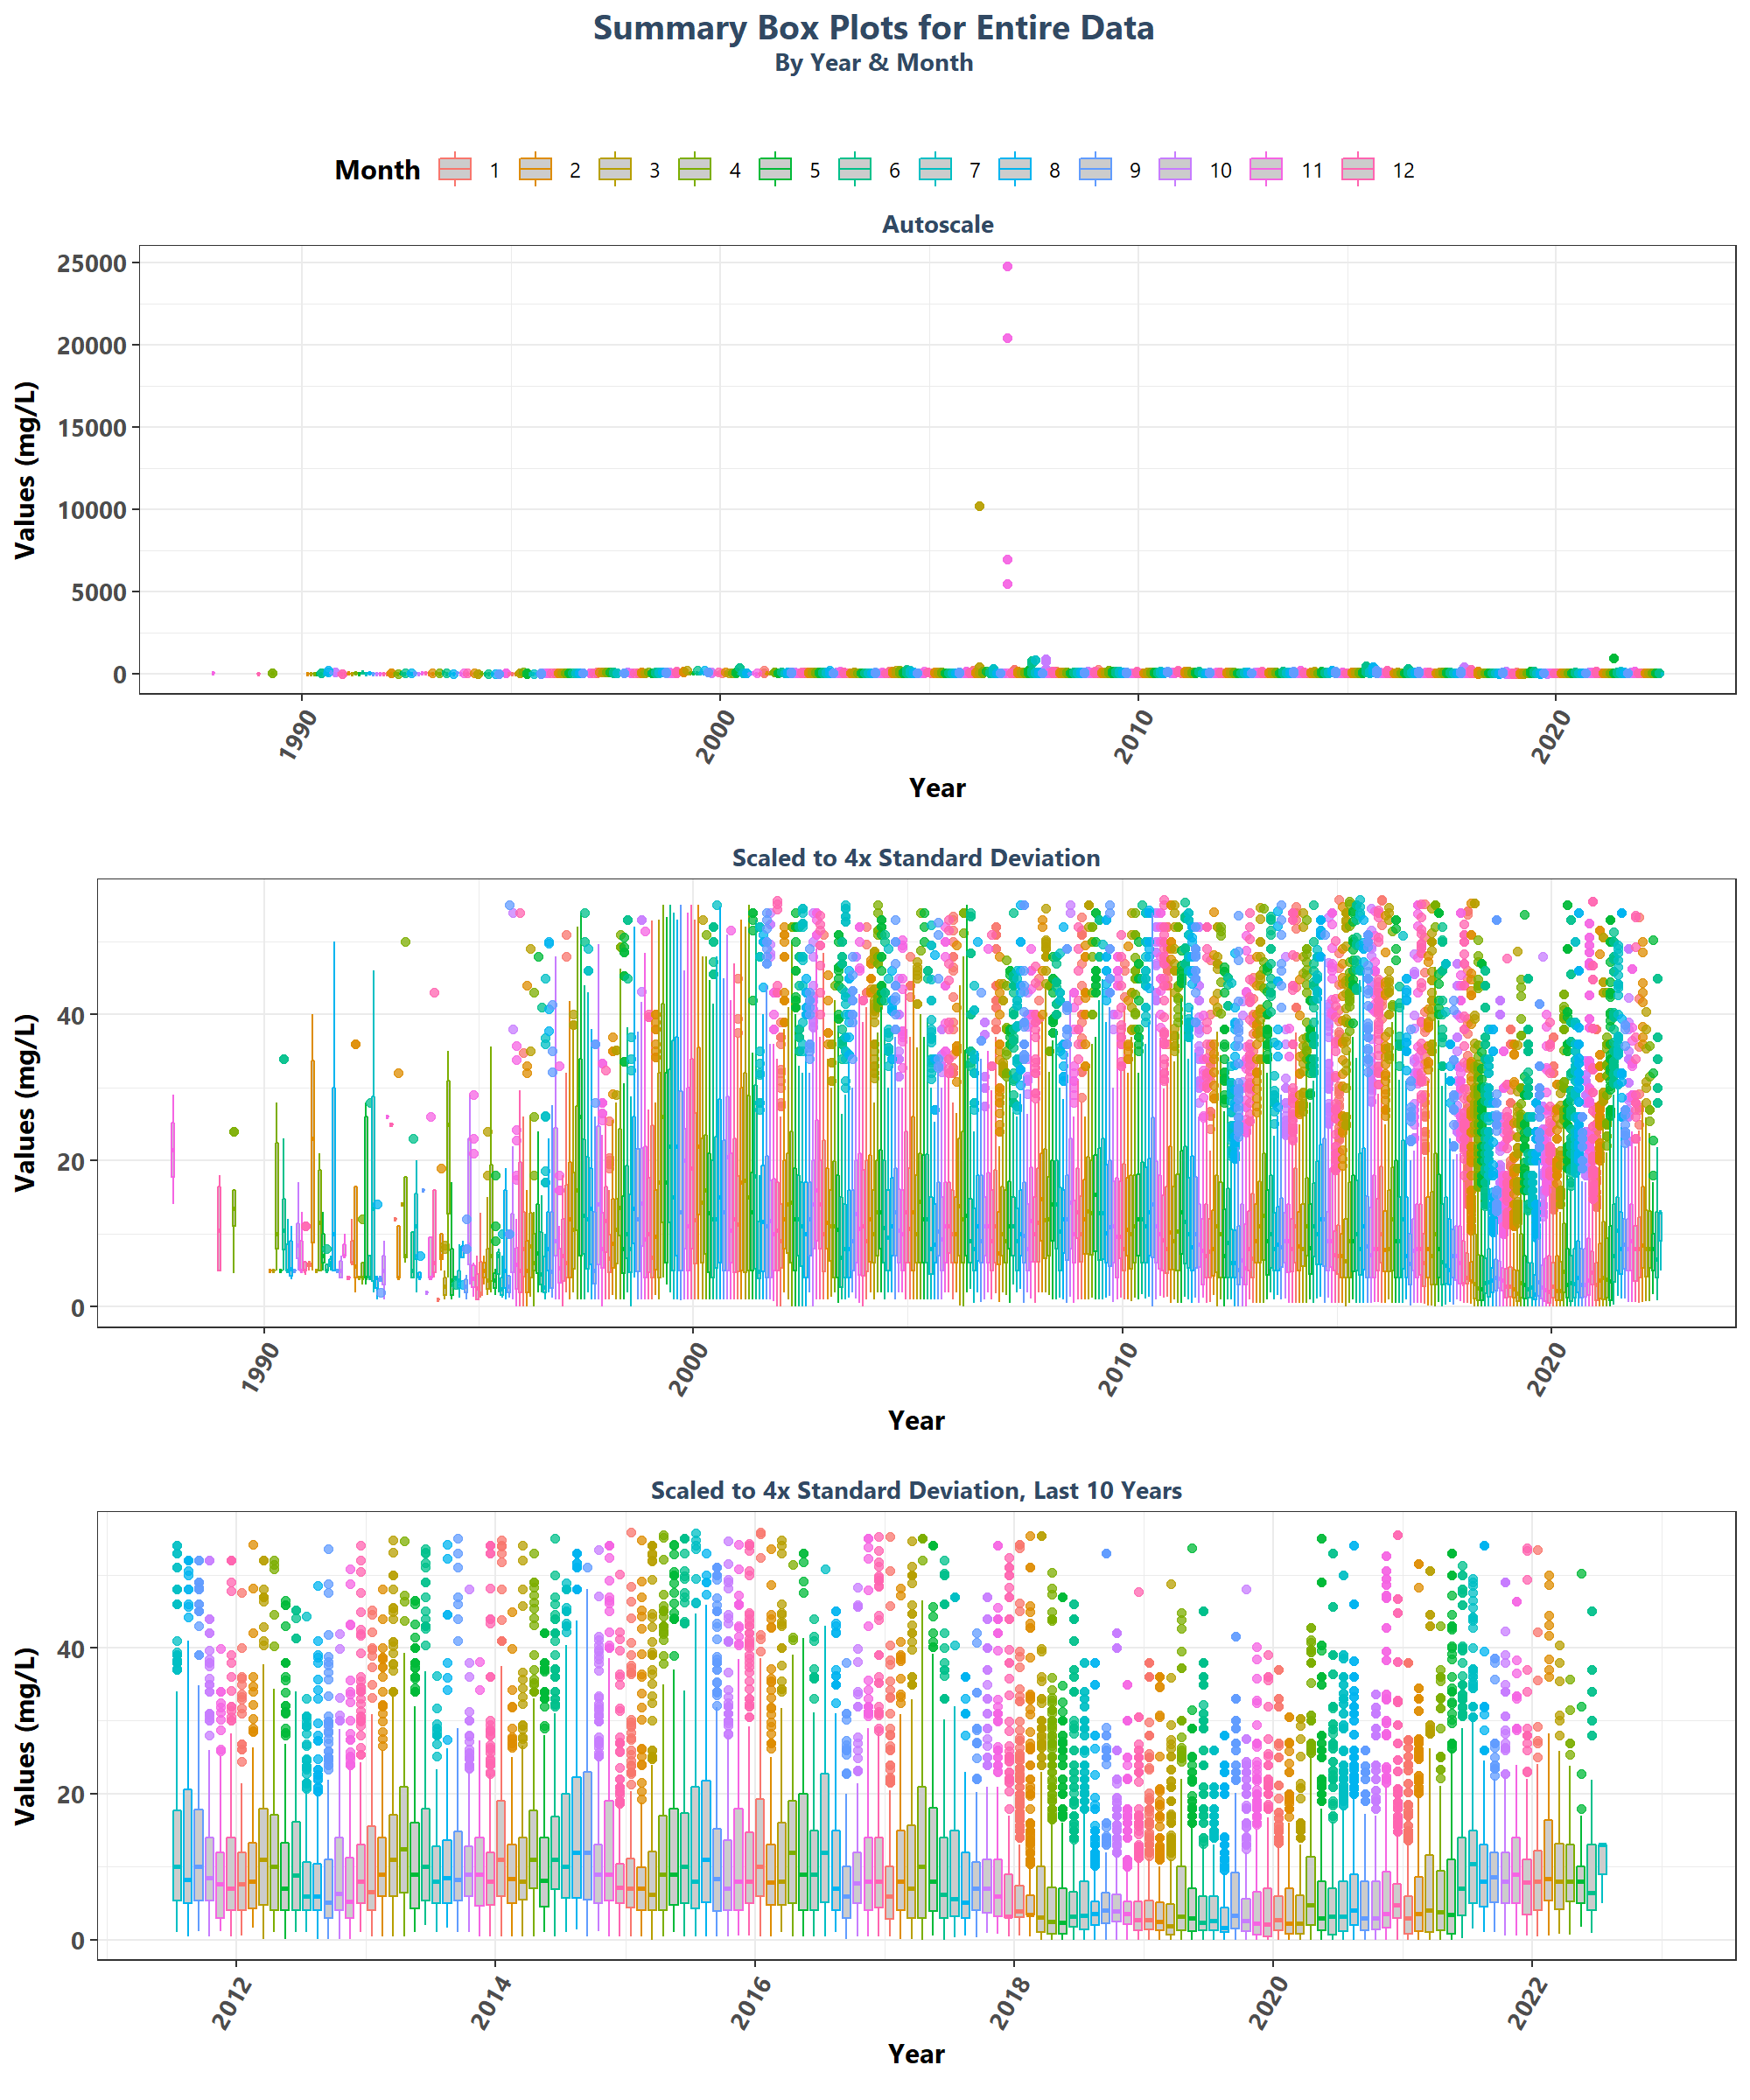 Summary Box Plots for Entire Data
By Year & Month
Month 1 2 3 4 5 6 7 8 9 10 11 12
Autoscale
Values (mg/L)
25000
20000
15000
10000
5000
0
1990 2000 2010 2020
Year
Scaled to 4x Standard Deviation
Values (mg/L)
40
20
0
1990 2000 2010 2020
Year
Scaled to 4x Standard Deviation, Last 10 Years
Values (mg/L)
40
20
0
2012 2014 2016 2018 2020 2022
Year